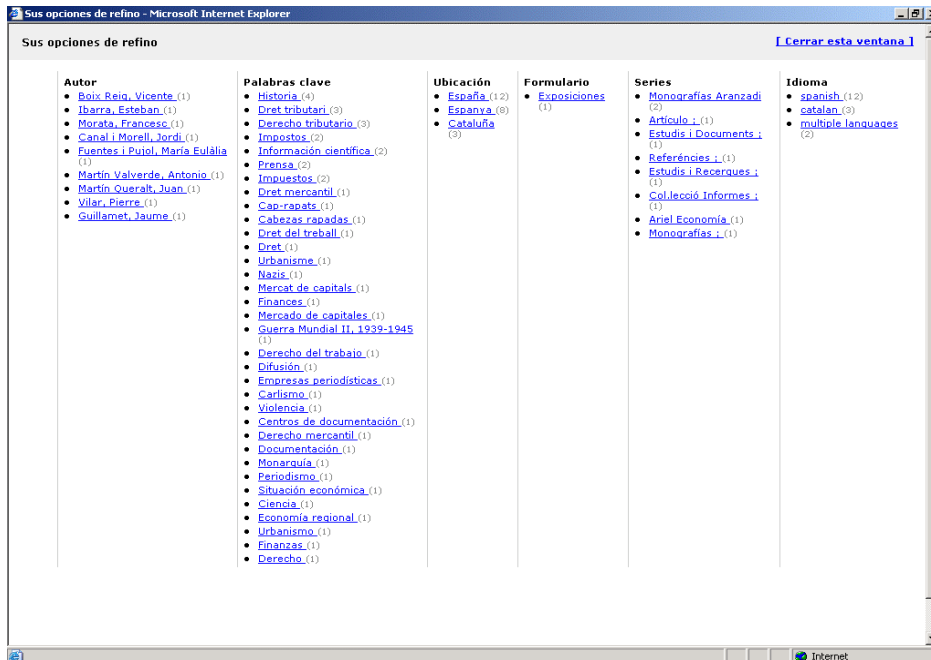 Sus opciones de refino - Microsoft Internet Explorer
Sus opciones de refino
[ Cerrar esta ventana ]
Autor
Boix Reig, Vicente (1)
Ibarra, Esteban (1)
Morata, Francesc (1)
Canal i Morell, Jordi (1)
Fuentes i Pujol, María Eulàlia
(1)
Martín Valverde, Antonio (1)
Martín Queralt, Juan (1)
Vilar, Pierre (1)
Guillamet, Jaume (1)
Palabras clave
Historia (4)
Dret tributari (3)
Derecho tributario (3)
Impostos (2)
Información científica (2)
Prensa (2)
Impuestos (2)
Dret mercantil (1)
Cap-rapats (1)
Cabezas rapadas (1)
Dret del treball (1)
Dret (1)
Urbanisme (1)
Nazis (1)
Mercat de capitals (1)
Finances (1)
Mercado de capitales (1)
Guerra Mundial II, 1939-1945
(1)
Derecho del trabajo (1)
Difusión (1)
Empresas periodísticas (1)
Carlismo (1)
Violencia (1)
Centros de documentación (1)
Derecho mercantil (1)
Documentación (1)
Monarquía (1)
Periodismo (1)
Situación económica (1)
Ciencia (1)
Economía regional (1)
Urbanismo (1)
Finanzas (1)
Derecho (1)
Ubicación
España (12)
Espanya (8)
Cataluña
(3)
Formulario
Exposiciones
(1)
Series
Monografías Aranzadi
(2)
Artículo ; (1)
Estudis i Documents ;
(1)
Referéncies ; (1)
Estudis i Recerques ;
(1)
Col.lecció Informes ;
(1)
Ariel Economía (1)
Monografías ; (1)
Idioma
spanish (12)
catalan (3)
multiple languages
(2)
Internet